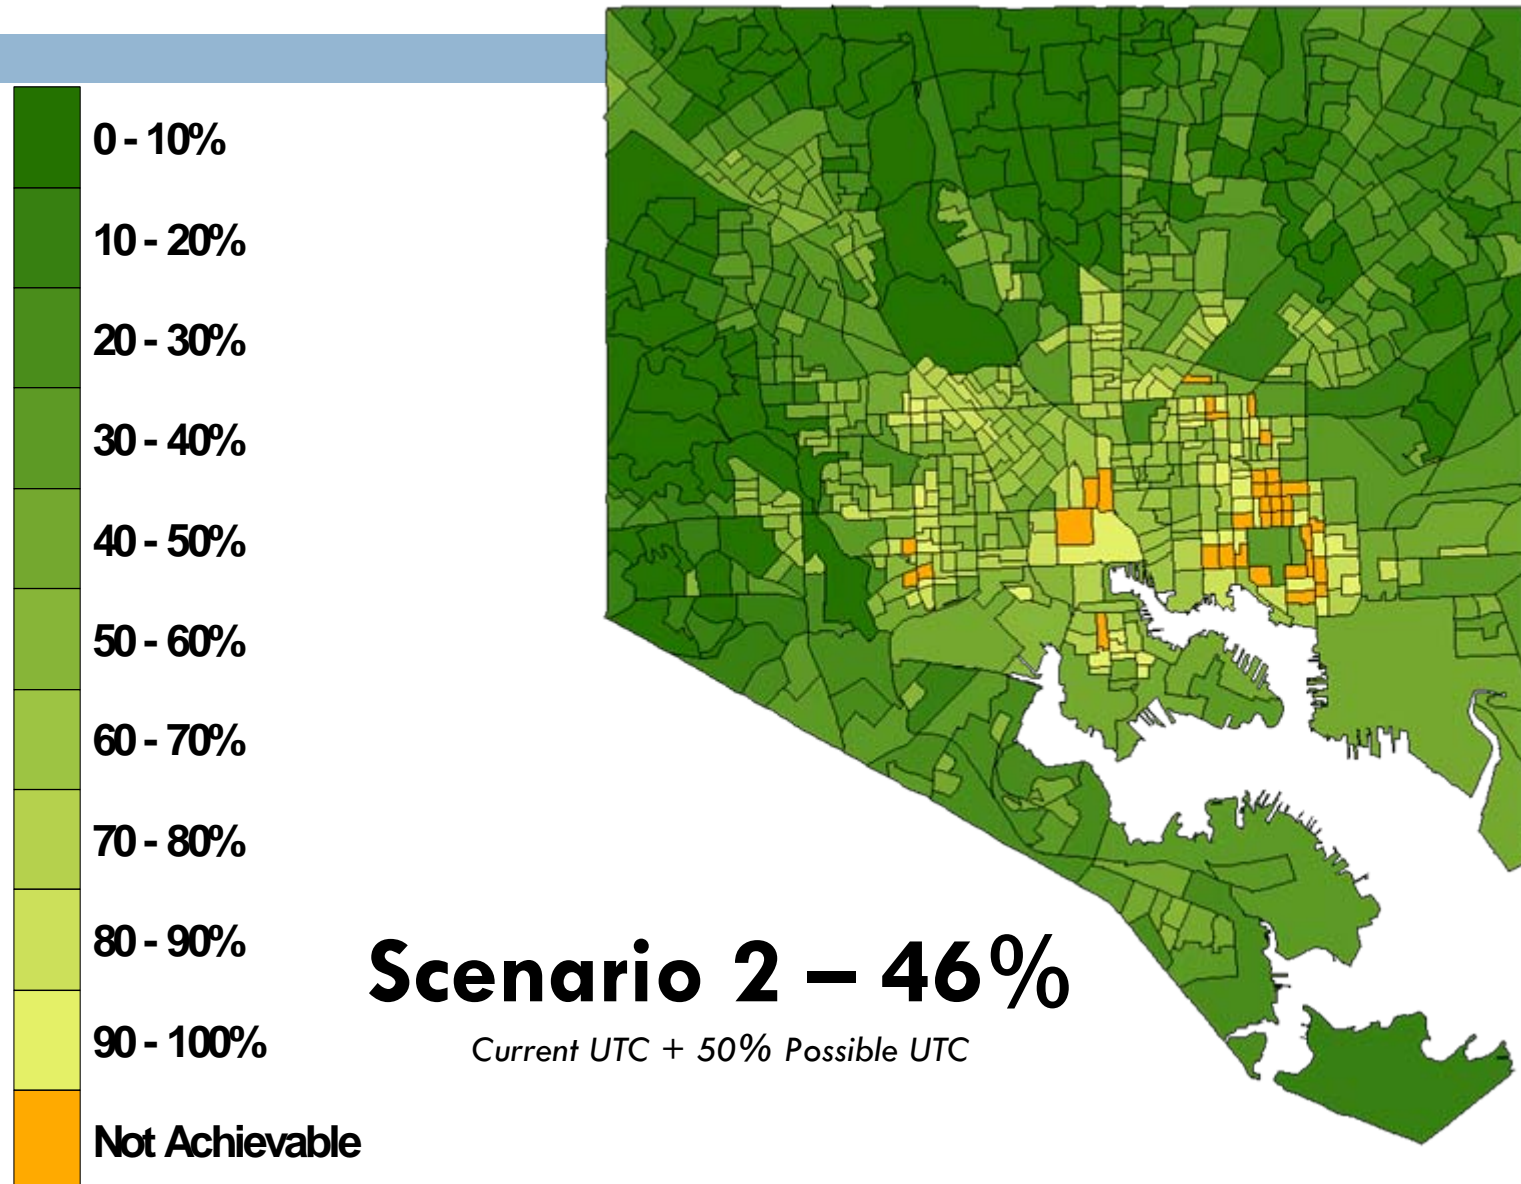 0 - 10%
10 - 20%
20 - 30%
30 - 40%
40 - 50%
50 - 60%
60 - 70%
70 - 80%
80 - 90%
90 - 100%
Not Achievable
Scenario 2 – 46%
Current UTC + 50% Possible UTC